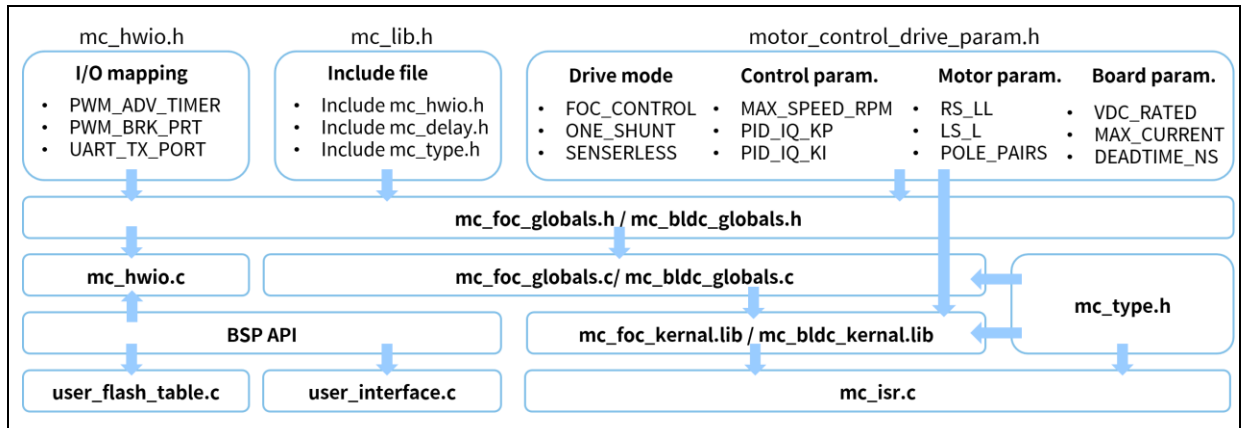 mc_hwio.h
mc_lib.h
motor_control_drive_param.h
I/O mapping
• PWM_ADV_TIMER
• PWM_BRK_PRT
• UART_TX_PORT
Include file
• Include mc_hwio.h
• Include mc_delay.h
• Include mc_type.h
Drive mode
• FOC_CONTROL
• ONE_SHUNT
• SENSERLESS
Control param.
• MAX_SPEED_RPM
• PID_IQ_KP
• PID_IQ_KI
Motor param.
• RS_LL
• LS_L
• POLE_PAIRS
Board param.
• VDC_RATED
• MAX_CURRENT
• DEADTIME_NS
mc_foc_globals.h / mc_bldc_globals.h
mc_hwio.c
mc_foc_globals.c/ mc_bldc_globals.c
mc_type.h
BSP API
mc_foc_kernal.lib / mc_bldc_kernal.lib
user_flash_table.c
user_interface.c
mc_isr.c